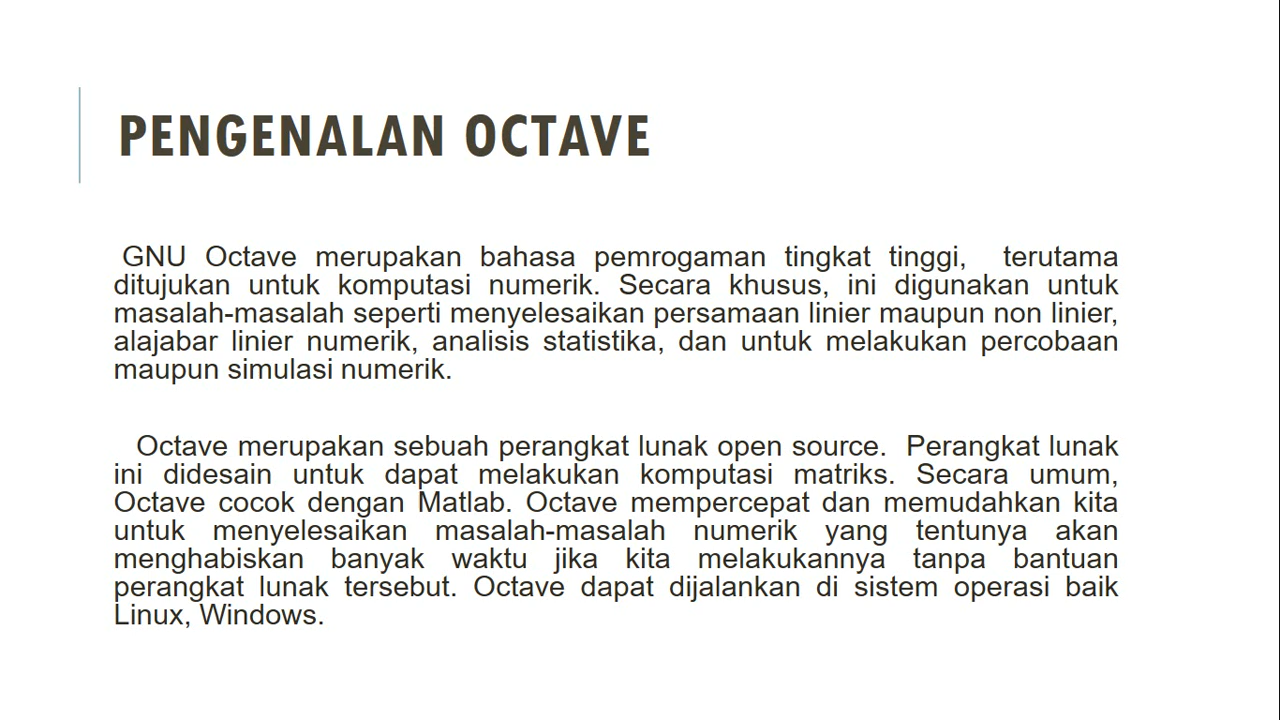 PENGENALAN OCTAVE
GNU Octave merupakan bahasa pemrogaman tingkat tinggi, terutama
ditujukan untuk komputasi numerik. Secara khusus, ini digunakan untuk
masalah-masalah seperti menyelesaikan persamaan linier maupun non linier,
alajabar linier numerik, analisis statistika, dan untuk melakukan percobaan
maupun simulasi numerik.
Octave merupakan sebuah perangkat lunak open source. Perangkat lunak
ini didesain untuk dapat melakukan komputasi matriks. Secara umum,
Octave cocok dengan Matlab. Octave mempercepat dan memudahkan kita
untuk menyelesaikan masalah-masalah numerik yang tentunya akan
menghabiskan banyak waktu jika kita melakukannya tanpa bantuan
perangkat lunak tersebut. Octave dapat dijalankan di sistem operasi baik
Linux, Windows.